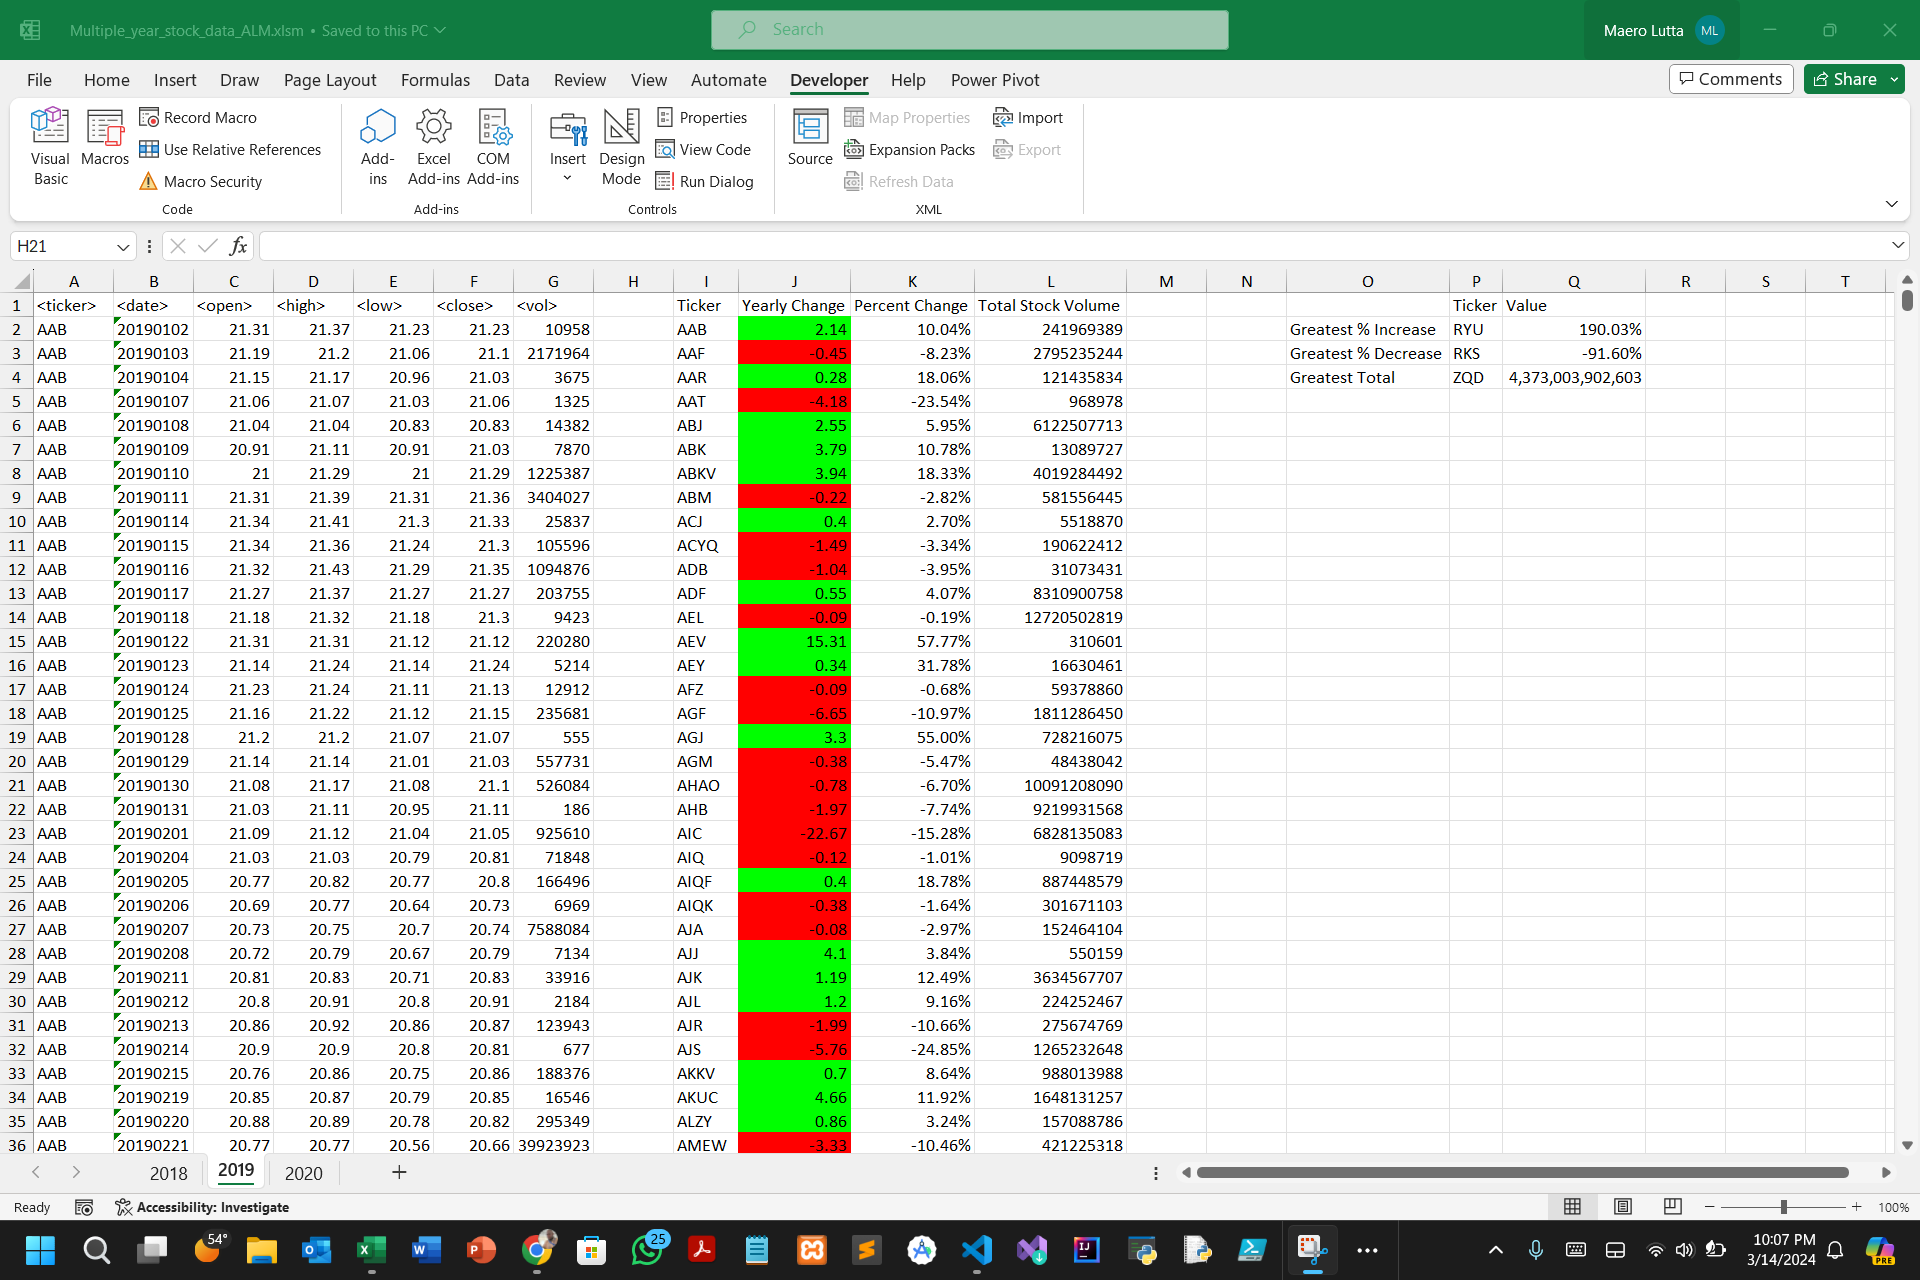 Multiple_year_stock_data_ALM.xlsm • Saved to this PC
Search
Maero Lutta ML
File Home Insert Draw Page Layout Formulas Data Review View Automate Developer Help Power Pivot Comments Share
Visual Basic
Macros
Record Macro
Use Relative References
Macro Security
Code
Add-ins
Excel Add-ins
COM Add-ins
Add-ins
Insert
Design Mode
Properties
View Code
Run Dialog
Controls
Source
Map Properties
Expansion Packs
Refresh Data
Import
Export
XML
H21 fx
A B C D E F G H I J K L M N O P Q R S T
1 <ticker> <date> <open> <high> <low> <close> <vol> Ticker Yearly Change Percent Change Total Stock Volume Ticker Value
2 AAB 20190102 21.31 21.37 21.23 21.23 10958 AAB 2.14 10.04% 241969389 Greatest % Increase RYU 190.03%
3 AAB 20190103 21.19 21.2 21.06 21.1 2171964 AAF -0.45 -8.23% 2795235244 Greatest % Decrease RKS -91.60%
4 AAB 20190104 21.15 21.17 20.96 21.03 3675 AAR 0.28 18.06% 121435834 Greatest Total ZQD 4,373,003,902,603
5 AAB 20190107 21.06 21.07 21.03 21.06 1325 AAT -4.18 -23.54% 968978
6 AAB 20190108 21.04 21.04 20.83 20.83 14382 ABJ 2.55 5.95% 6122507713
7 AAB 20190109 20.91 21.11 20.91 21.03 7870 ABK 3.79 10.78% 13089727
8 AAB 20190110 21 21.29 21 21.29 1225387 ABKV 3.94 18.33% 4019284492
9 AAB 20190111 21.31 21.39 21.31 21.36 3404027 ABM -0.22 -2.82% 581556445
10 AAB 20190114 21.34 21.41 21.3 21.33 25837 ACJ 0.4 2.70% 5518870
11 AAB 20190115 21.34 21.36 21.24 21.3 105596 ACYQ -1.49 -3.34% 190622412
12 AAB 20190116 21.32 21.43 21.29 21.35 1094876 ADB -1.04 -3.95% 31073431
13 AAB 20190117 21.27 21.37 21.27 21.27 203755 ADF 0.55 4.07% 8310900758
14 AAB 20190118 21.18 21.32 21.18 21.3 9423 AEL -0.09 -0.19% 12720502819
15 AAB 20190122 21.31 21.31 21.12 21.12 220280 AEV 15.31 57.77% 310601
16 AAB 20190123 21.14 21.24 21.14 21.24 5214 AEY 0.34 31.78% 16630461
17 AAB 20190124 21.23 21.24 21.11 21.13 12912 AFZ -0.09 -0.68% 59378860
18 AAB 20190125 21.16 21.22 21.12 21.15 235681 AGF -6.65 -10.97% 1811286450
19 AAB 20190128 21.2 21.2 21.07 21.07 555 AGJ 3.3 55.00% 728216075
20 AAB 20190129 21.14 21.14 21.01 21.03 557731 AGM -0.38 -5.47% 48438042
21 AAB 20190130 21.08 21.17 21.08 21.1 526084 AHAO -0.78 -6.70% 10091208090
22 AAB 20190131 21.03 21.11 20.95 21.11 186 AHB -1.97 -7.74% 9219931568
23 AAB 20190201 21.09 21.12 21.04 21.05 925610 AIC -22.67 -15.28% 6828135083
24 AAB 20190204 21.03 21.03 20.79 20.81 71848 AIQ -0.12 -1.01% 9098719
25 AAB 20190205 20.77 20.82 20.77 20.8 166496 AIQF 0.4 18.78% 887448579
26 AAB 20190206 20.69 20.77 20.64 20.73 6969 AIQK -0.38 -1.64% 301671103
27 AAB 20190207 20.73 20.75 20.7 20.74 7588084 AJA -0.08 -2.97% 152464104
28 AAB 20190208 20.72 20.79 20.67 20.79 7134 AJJ 4.1 3.84% 550159
29 AAB 20190211 20.81 20.83 20.71 20.83 33916 AJK 1.19 12.49% 3634567707
30 AAB 20190212 20.8 20.91 20.8 20.91 2184 AJL 1.2 9.16% 224252467
31 AAB 20190213 20.86 20.92 20.86 20.87 123943 AJR -1.99 -10.66% 275674769
32 AAB 20190214 20.9 20.9 20.8 20.81 677 AJS -5.76 -24.85% 1265232648
33 AAB 20190215 20.76 20.86 20.75 20.86 188376 AKKV 0.7 8.64% 988013988
34 AAB 20190219 20.85 20.87 20.79 20.85 16546 AKUC 4.66 11.92% 1648131257
35 AAB 20190220 20.88 20.89 20.78 20.82 295349 ALZY 0.86 3.24% 157088786
36 AAB 20190221 20.77 20.77 20.56 20.66 39923923 AMEW -3.33 -10.46% 421225318
2018 2019 2020 +
Ready Accessibility: Investigate 100%
54° 25 10:07 PM
3/14/2024
PRE